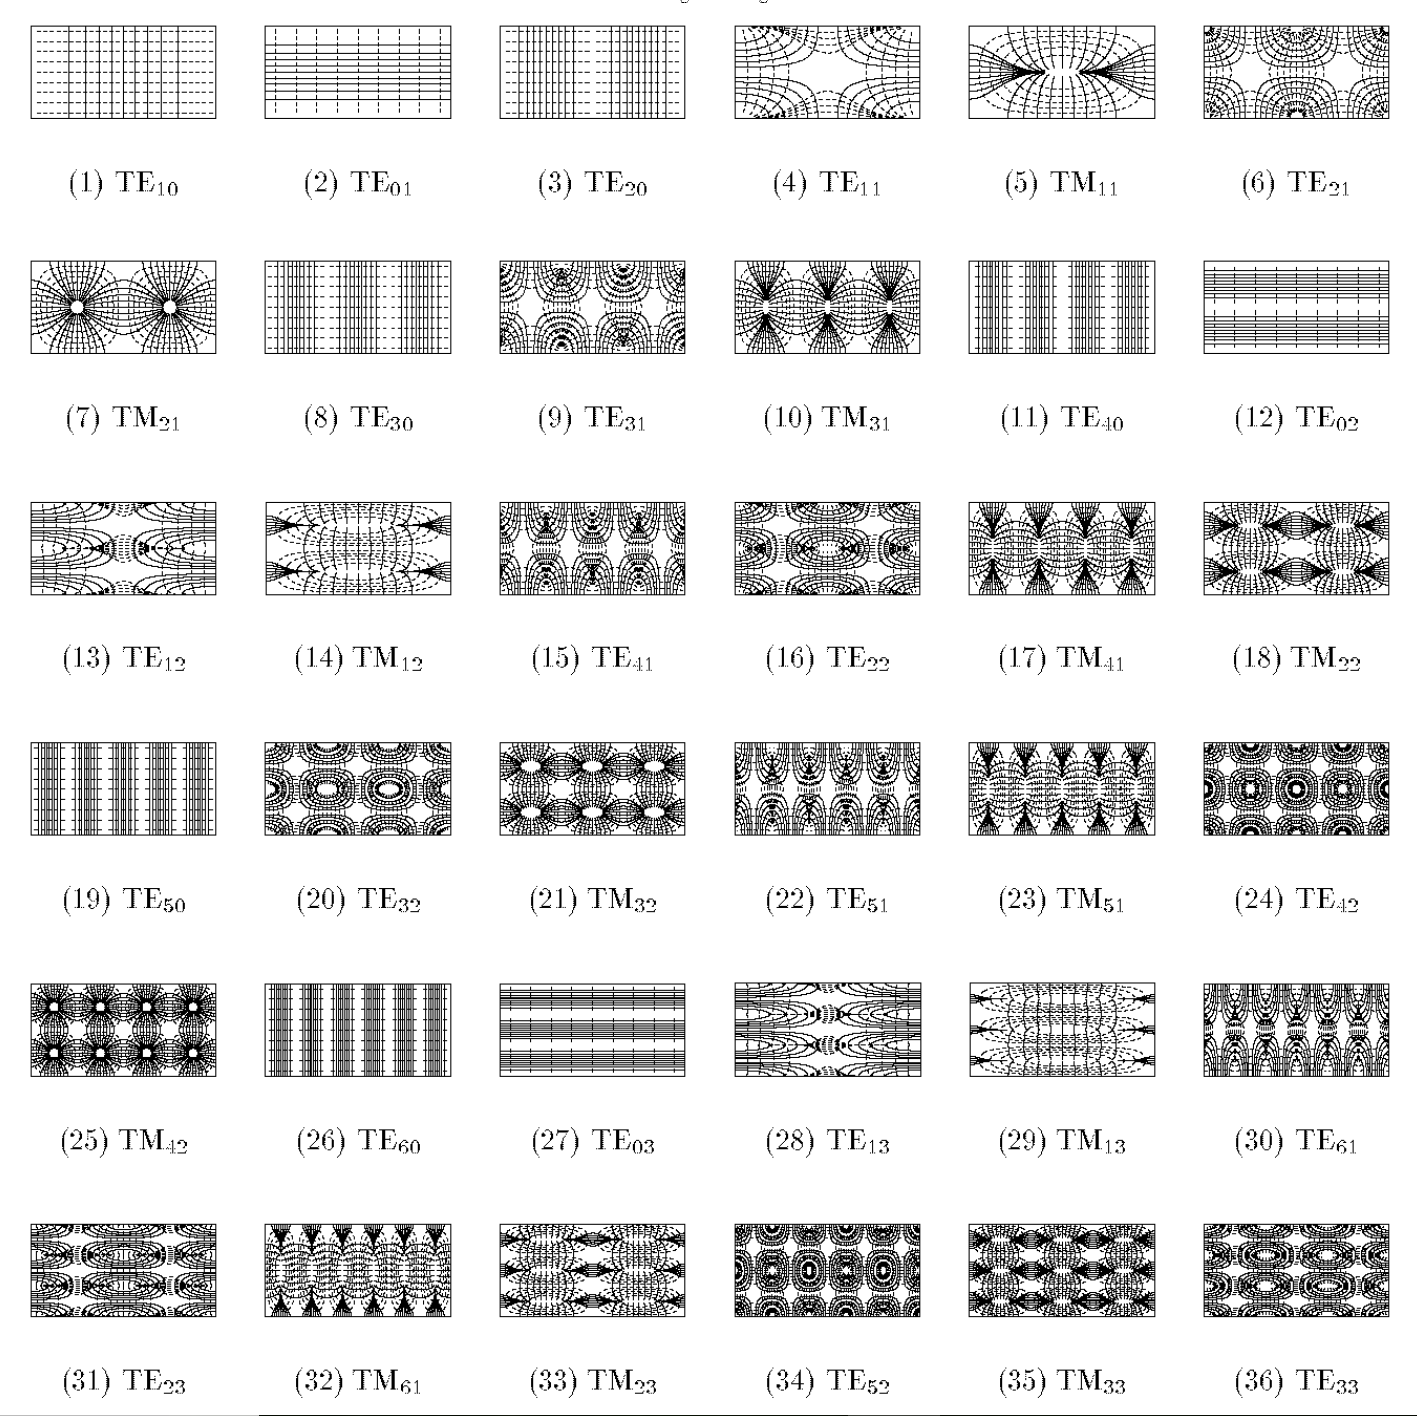 (1) TE₁₀ (2) TE₀₁ (3) TE₂₀ (4) TE₁₁ (5) TM₁₁ (6) TE₂₁
(7) TM₂₁ (8) TE₃₀ (9) TE₃₁ (10) TM₃₁ (11) TE₄₀ (12) TE₀₂
(13) TE₁₂ (14) TM₁₂ (15) TE₄₁ (16) TE₂₂ (17) TM₄₁ (18) TM₂₂
(19) TE₅₀ (20) TE₃₂ (21) TM₃₂ (22) TE₅₁ (23) TM₅₁ (24) TE₄₂
(25) TM₄₂ (26) TE₆₀ (27) TE₀₃ (28) TE₁₃ (29) TM₁₃ (30) TE₆₁
(31) TE₂₃ (32) TM₆₁ (33) TM₂₃ (34) TE₅₂ (35) TM₃₃ (36) TE₃₃